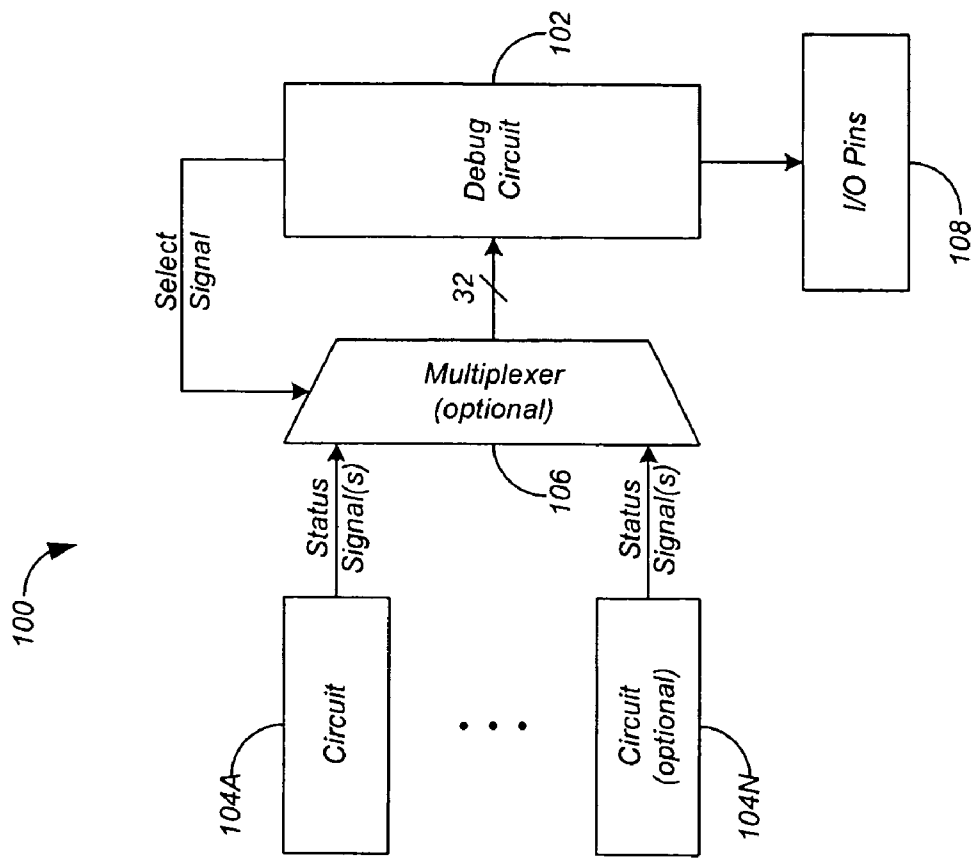 100
Select
Signal
104A
Circuit
Status
Signal(s)
Multiplexer
(optional)
32
Debug
Circuit
106
102
Circuit
(optional)
Status
Signal(s)
104N
I/O Pins
108